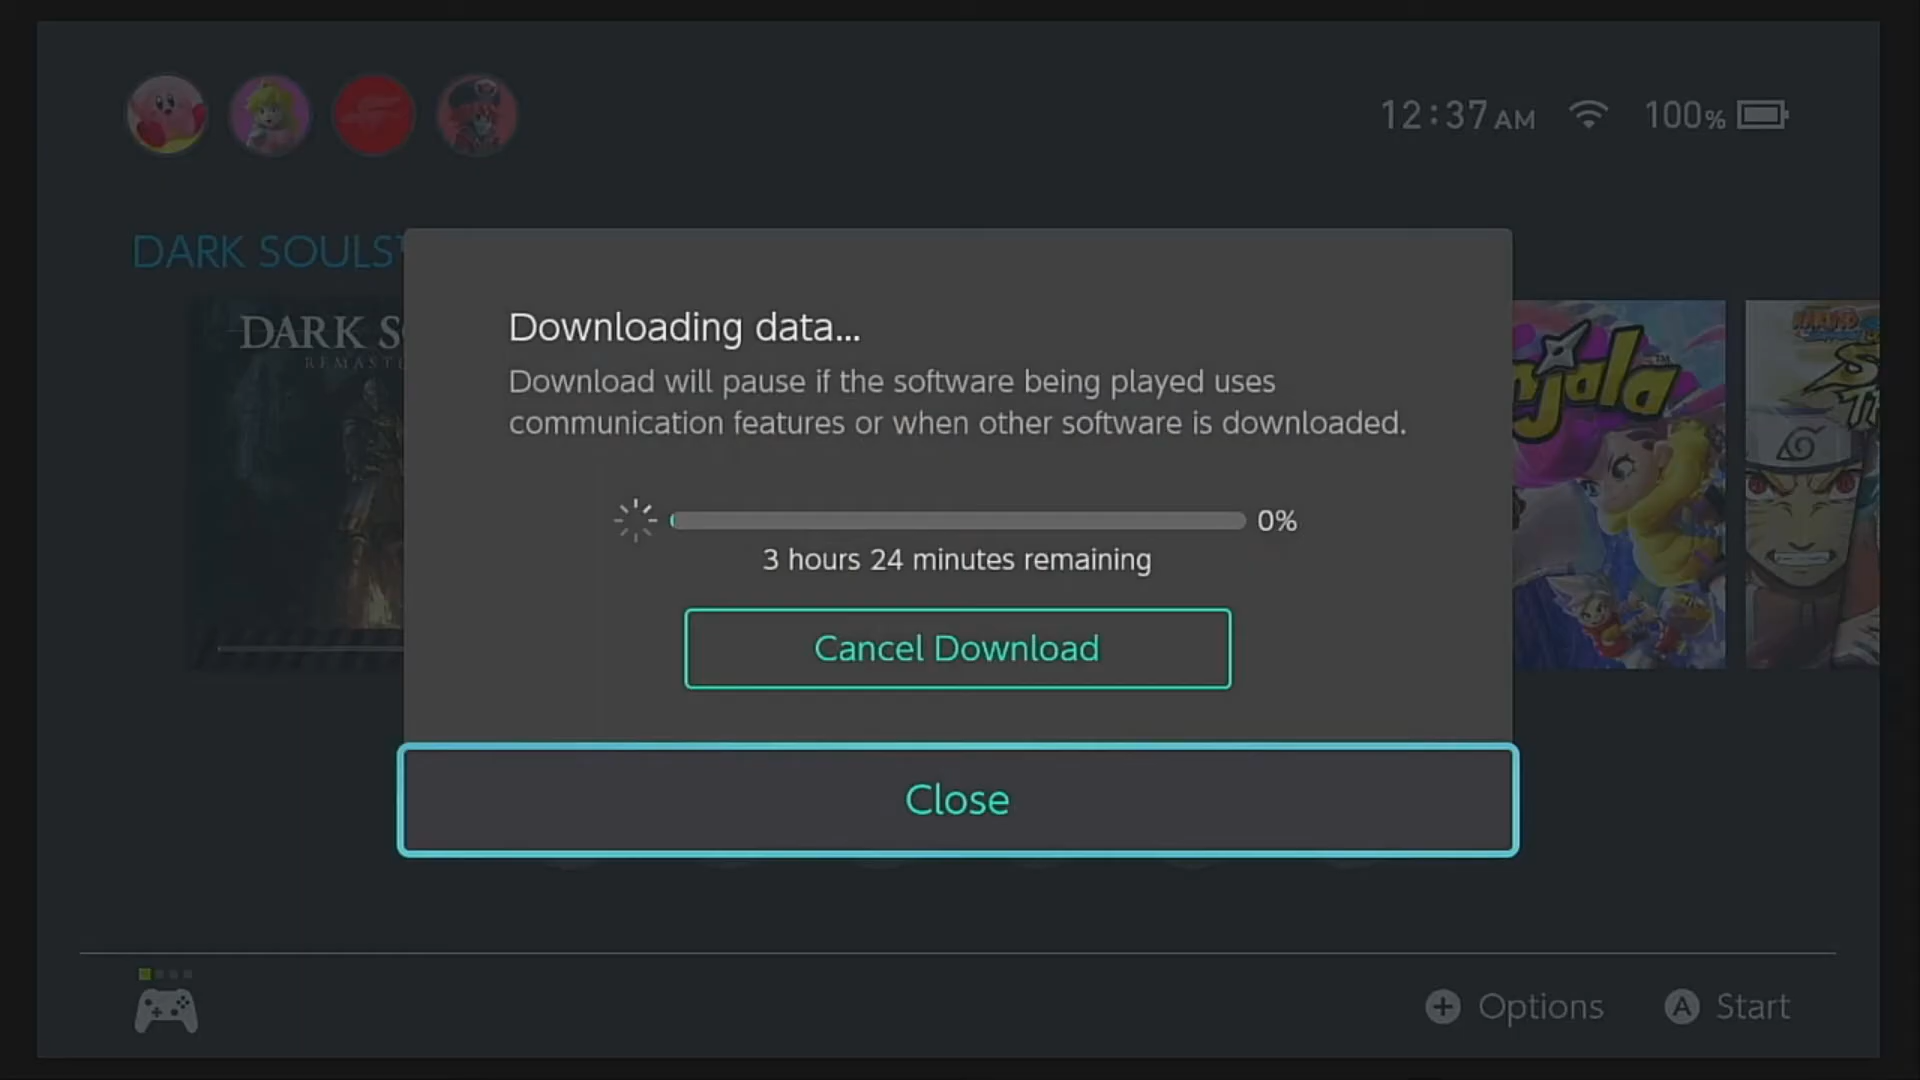 12:37 AM 100%
DARK SOULS
DARK
REMAST
Downloading data...
Download will pause if the software being played uses
communication features or when other software is downloaded.
0%
3 hours 24 minutes remaining
Cancel Download
Close
Options Start